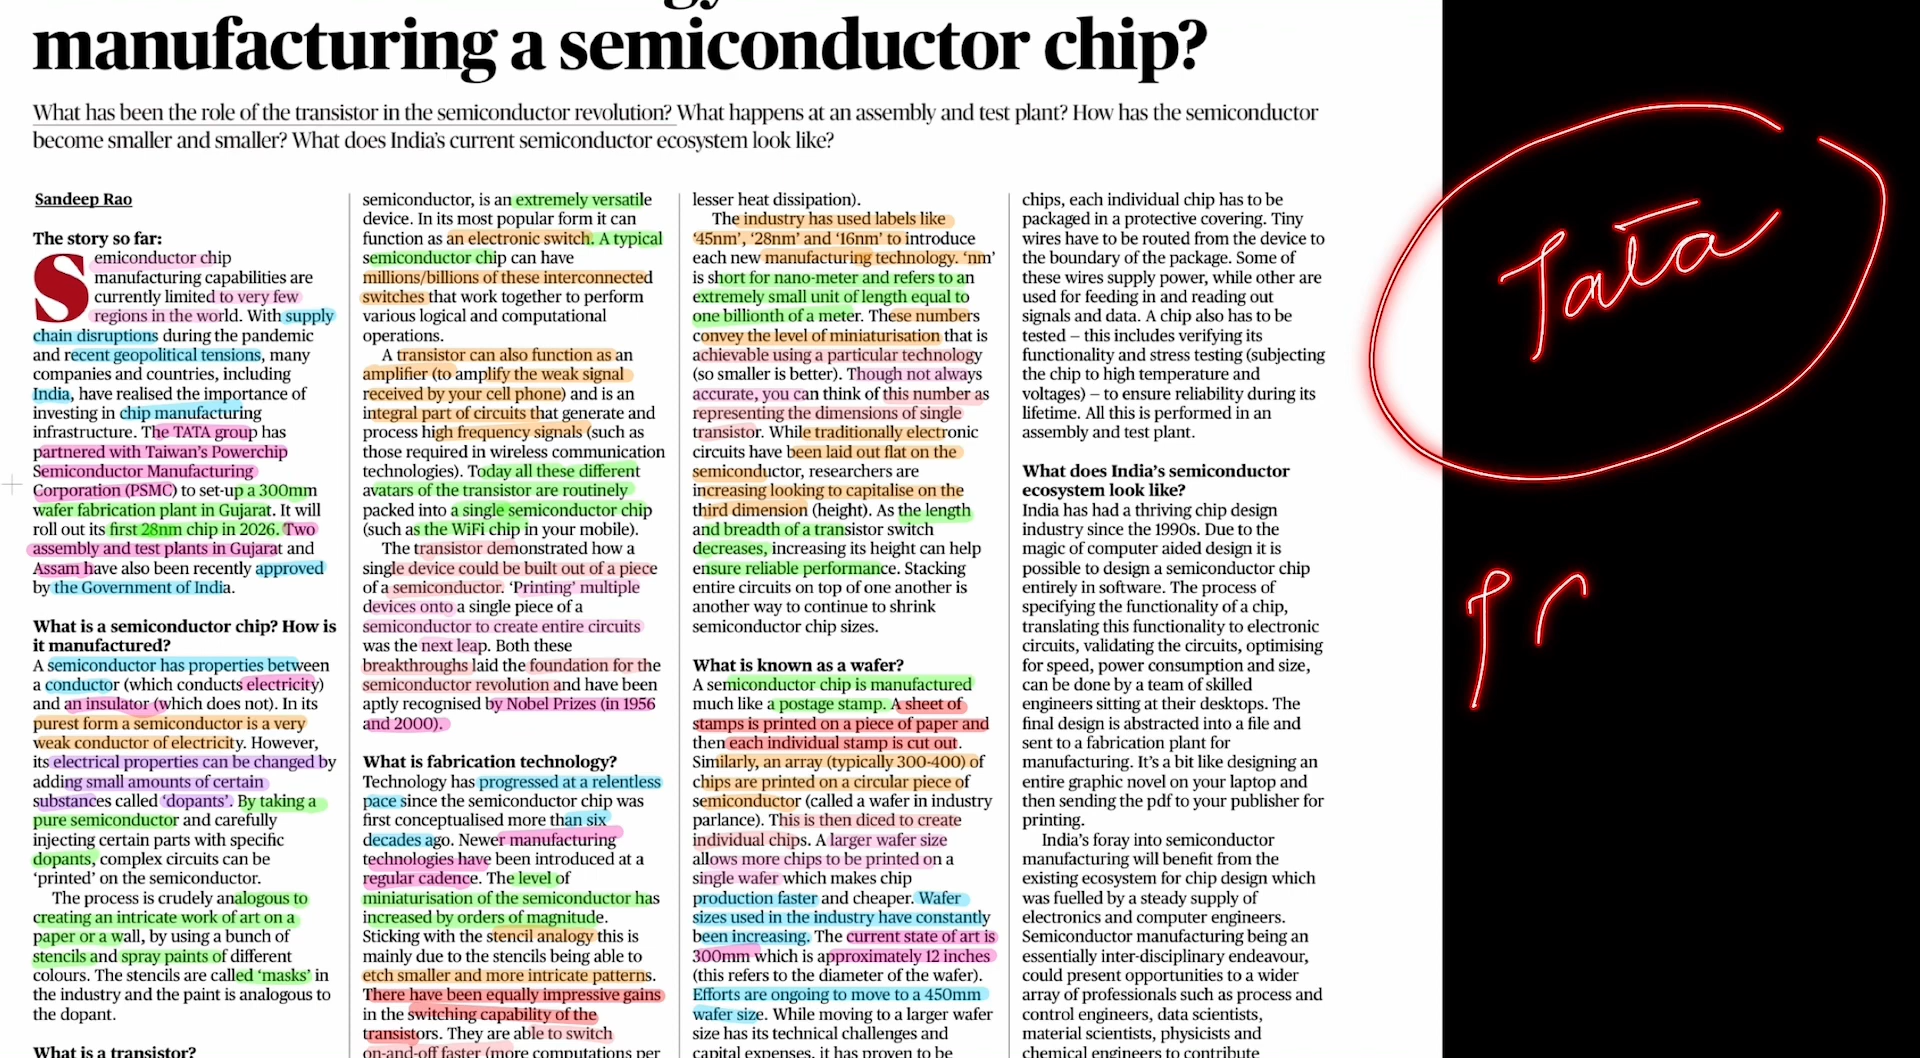 manufacturing a semiconductor chip?
What has been the role of the transistor in the semiconductor revolution? What happens at an assembly and test plant? How has the semiconductor
become smaller and smaller? What does India's current semiconductor ecosystem look like?
Sandeep Rao
The story so far:
Semiconductor chip
manufacturing capabilities are
currently limited to very few
regions in the world. With supply
chain disruptions during the pandemic
and recent geopolitical tensions, many
companies and countries, including
India, have realised the importance of
investing in chip manufacturing
infrastructure. The TATA group has
partnered with Taiwan's Powerchip
Semiconductor Manufacturing
Corporation (PSMC) to set-up a 300mm
wafer fabrication plant in Gujarat. It will
roll out its first 28nm chip in 2026. Two
assembly and test plants in Gujarat and
Assam have also been recently approved
by the Government of India.
What is a semiconductor chip? How is
it manufactured?
A semiconductor has properties between
a conductor (which conducts electricity)
and an insulator (which does not). In its
purest form a semiconductor is a very
weak conductor of electricity. However,
its electrical properties can be changed by
adding small amounts of certain
substances called 'dopants'. By taking a
pure semiconductor and carefully
injecting certain parts with specific
dopants, complex circuits can be
'printed' on the semiconductor.
The process is crudely analogous to
creating an intricate work of art on a
paper or a wall, by using a bunch of
stencils and spray paints of different
colours. The stencils are called 'masks' in
the industry and the paint is analogous to
the dopant.
What is a transistor?
semiconductor, is an extremely versatile
device. In its most popular form it can
function as an electronic switch. A typical
semiconductor chip can have
millions/billions of these interconnected
switches that work together to perform
various logical and computational
operations.
A transistor can also function as an
amplifier (to amplify the weak signal
received by your cell phone) and is an
integral part of circuits that generate and
process high frequency signals (such as
those required in wireless communication
technologies). Today all these different
avatars of the transistor are routinely
packed into a single semiconductor chip
(such as the WiFi chip in your mobile).
The transistor demonstrated how a
single device could be built out of a piece
of a semiconductor. 'Printing' multiple
devices onto a single piece of a
semiconductor to create entire circuits
was the next leap. Both these
breakthroughs laid the foundation for the
semiconductor revolution and have been
aptly recognised by Nobel Prizes (in 1956
and 2000).
What is fabrication technology?
Technology has progressed at a relentless
pace since the semiconductor chip was
first conceptualised more than six
decades ago. Newer manufacturing
technologies have been introduced at a
regular cadence. The level of
miniaturisation of the semiconductor has
increased by orders of magnitude.
Sticking with the stencil analogy this is
mainly due to the stencils being able to
etch smaller and more intricate patterns.
There have been equally impressive gains
in the switching capability of the
transistors. They are able to switch
on-and-off faster (more computations per
lesser heat dissipation).
The industry has used labels like
'45nm', '28nm' and '16nm' to introduce
each new manufacturing technology. 'nm'
is short for nano-meter and refers to an
extremely small unit of length equal to
one billionth of a meter. These numbers
convey the level of miniaturisation that is
achievable using a particular technology
(so smaller is better). Though not always
accurate, you can think of this number as
representing the dimensions of single
transistor. While traditionally electronic
circuits have been laid out flat on the
semiconductor, researchers are
increasing looking to capitalise on the
third dimension (height). As the length
and breadth of a transistor switch
decreases, increasing its height can help
ensure reliable performance. Stacking
entire circuits on top of one another is
another way to continue to shrink
semiconductor chip sizes.
What is known as a wafer?
A semiconductor chip is manufactured
much like a postage stamp. A sheet of
stamps is printed on a piece of paper and
then each individual stamp is cut out.
Similarly, an array (typically 300-400) of
chips are printed on a circular piece of
semiconductor (called a wafer in industry
parlance). This is then diced to create
individual chips. A larger wafer size
allows more chips to be printed on a
single wafer which makes chip
production faster and cheaper. Wafer
sizes used in the industry have constantly
been increasing. The current state of art is
300mm which is approximately 12 inches
(this refers to the diameter of the wafer).
Efforts are ongoing to move to a 450mm
wafer size. While moving to a larger wafer
size has its technical challenges and
capital expenses, it has proven to be
chips, each individual chip has to be
packaged in a protective covering. Tiny
wires have to be routed from the device to
the boundary of the package. Some of
these wires supply power, while other are
used for feeding in and reading out
signals and data. A chip also has to be
tested – this includes verifying its
functionality and stress testing (subjecting
the chip to high temperature and
voltages) – to ensure reliability during its
lifetime. All this is performed in an
assembly and test plant.
What does India's semiconductor
ecosystem look like?
India has had a thriving chip design
industry since the 1990s. Due to the
magic of computer aided design it is
possible to design a semiconductor chip
entirely in software. The process of
specifying the functionality of a chip,
translating this functionality to electronic
circuits, validating the circuits, optimising
for speed, power consumption and size,
can be done by a team of skilled
engineers sitting at their desktops. The
final design is abstracted into a file and
sent to a fabrication plant for
manufacturing. It's a bit like designing an
entire graphic novel on your laptop and
then sending the pdf to your publisher for
printing.
India's foray into semiconductor
manufacturing will benefit from the
existing ecosystem for chip design which
was fuelled by a steady supply of
electronics and computer engineers.
Semiconductor manufacturing being an
essentially inter-disciplinary endeavour,
could present opportunities to a wider
array of professionals such as process and
control engineers, data scientists,
material scientists, physicists and
chemical engineers to contribute
Tata